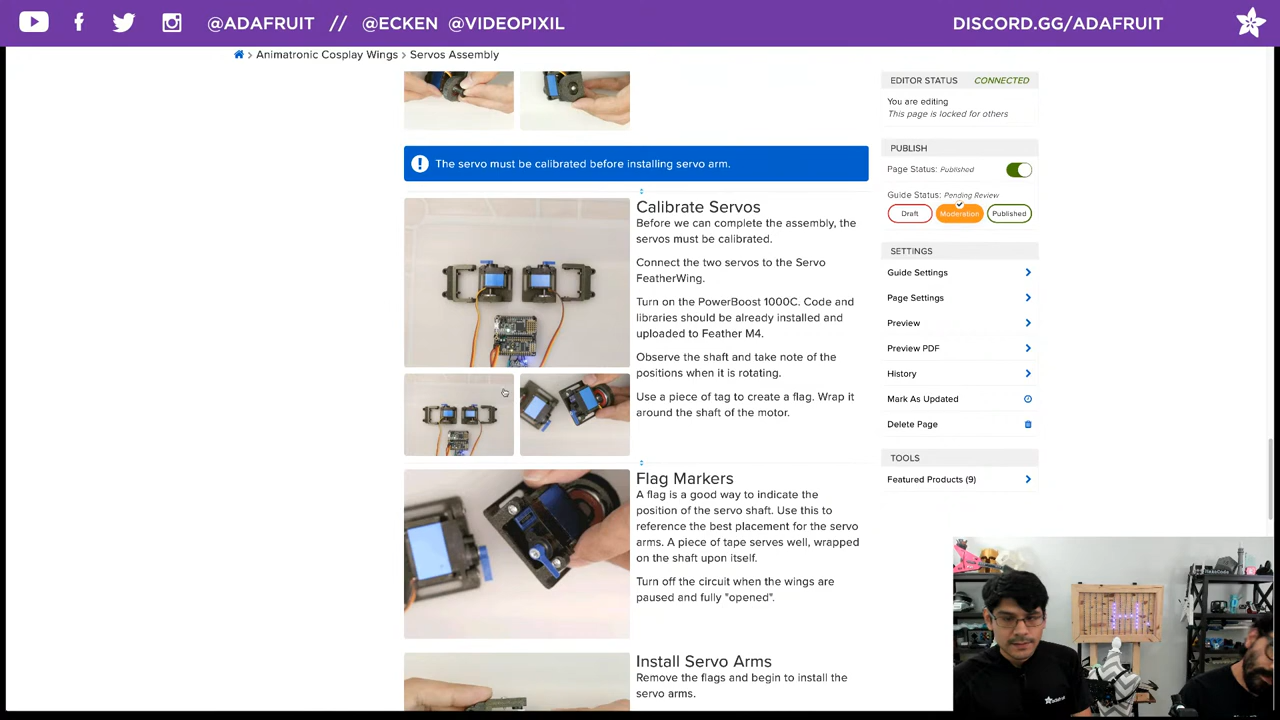 @ADAFRUIT // @ECKEN @VIDEOPIXIL
DISCORD.GG/ADAFRUIT
Animatronic Cosplay Wings > Servos Assembly
The servo must be calibrated before installing servo arm.
Calibrate Servos
Before we can complete the assembly, the
servos must be calibrated.
Connect the two servos to the Servo
FeatherWing.
Turn on the PowerBoost 1000C. Code and
libraries should be already installed and
uploaded to Feather M4.
Observe the shaft and take note of the
positions when it is rotating.
Use a piece of tag to create a flag. Wrap it
around the shaft of the motor.
Flag Markers
A flag is a good way to indicate the
position of the servo shaft. Use this to
reference the best placement for the servo
arms. A piece of tape serves well, wrapped
on the shaft upon itself.
Turn off the circuit when the wings are
paused and fully "opened".
Install Servo Arms
Remove the flags and begin to install the
servo arms.
EDITOR STATUS CONNECTED
You are editing
This page is locked for others
PUBLISH
Page Status: Published
Guide Status: Pending Review
Draft Moderation Published
SETTINGS
Guide Settings
Page Settings
Preview
Preview PDF
History
Mark As Updated
Delete Page
TOOLS
Featured Products (9)
adafruit